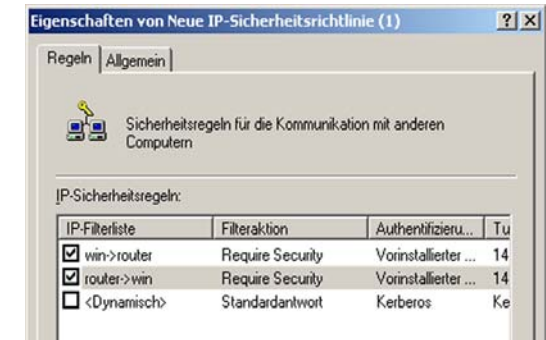 Eigenschaften von Neue IP-Sicherheitsrichtlinie (1)
Regeln Allgemein
Sicherheitsregeln für die Kommunikation mit anderen
Computern
IP-Sicherheitsregeln:
IP-Filterliste Filteraktion Authentifizieru... Tu
win->router Require Security Vorinstallierter ... 14
router->win Require Security Vorinstallierter ... 14
<Dynamisch> Standardantwort Kerberos Ke